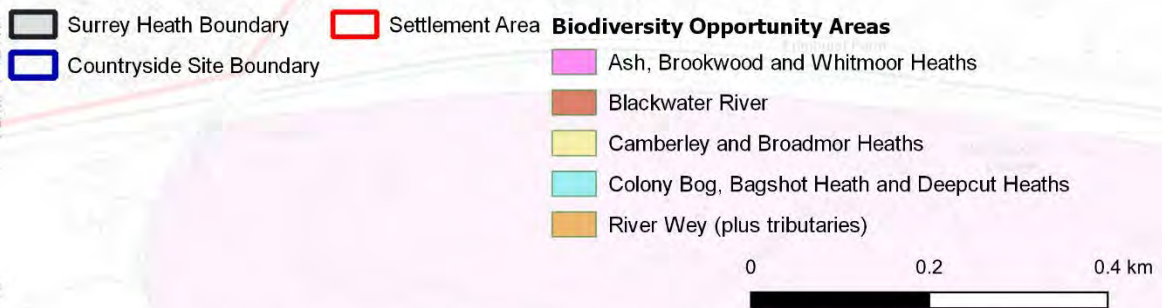 Surrey Heath Boundary
Settlement Area
Countryside Site Boundary
Biodiversity Opportunity Areas
Ash, Brookwood and Whitmoor Heaths
Blackwater River
Camberley and Broadmor Heaths
Colony Bog, Bagshot Heath and Deepcut Heaths
River Wey (plus tributaries)
0 0.2 0.4 km